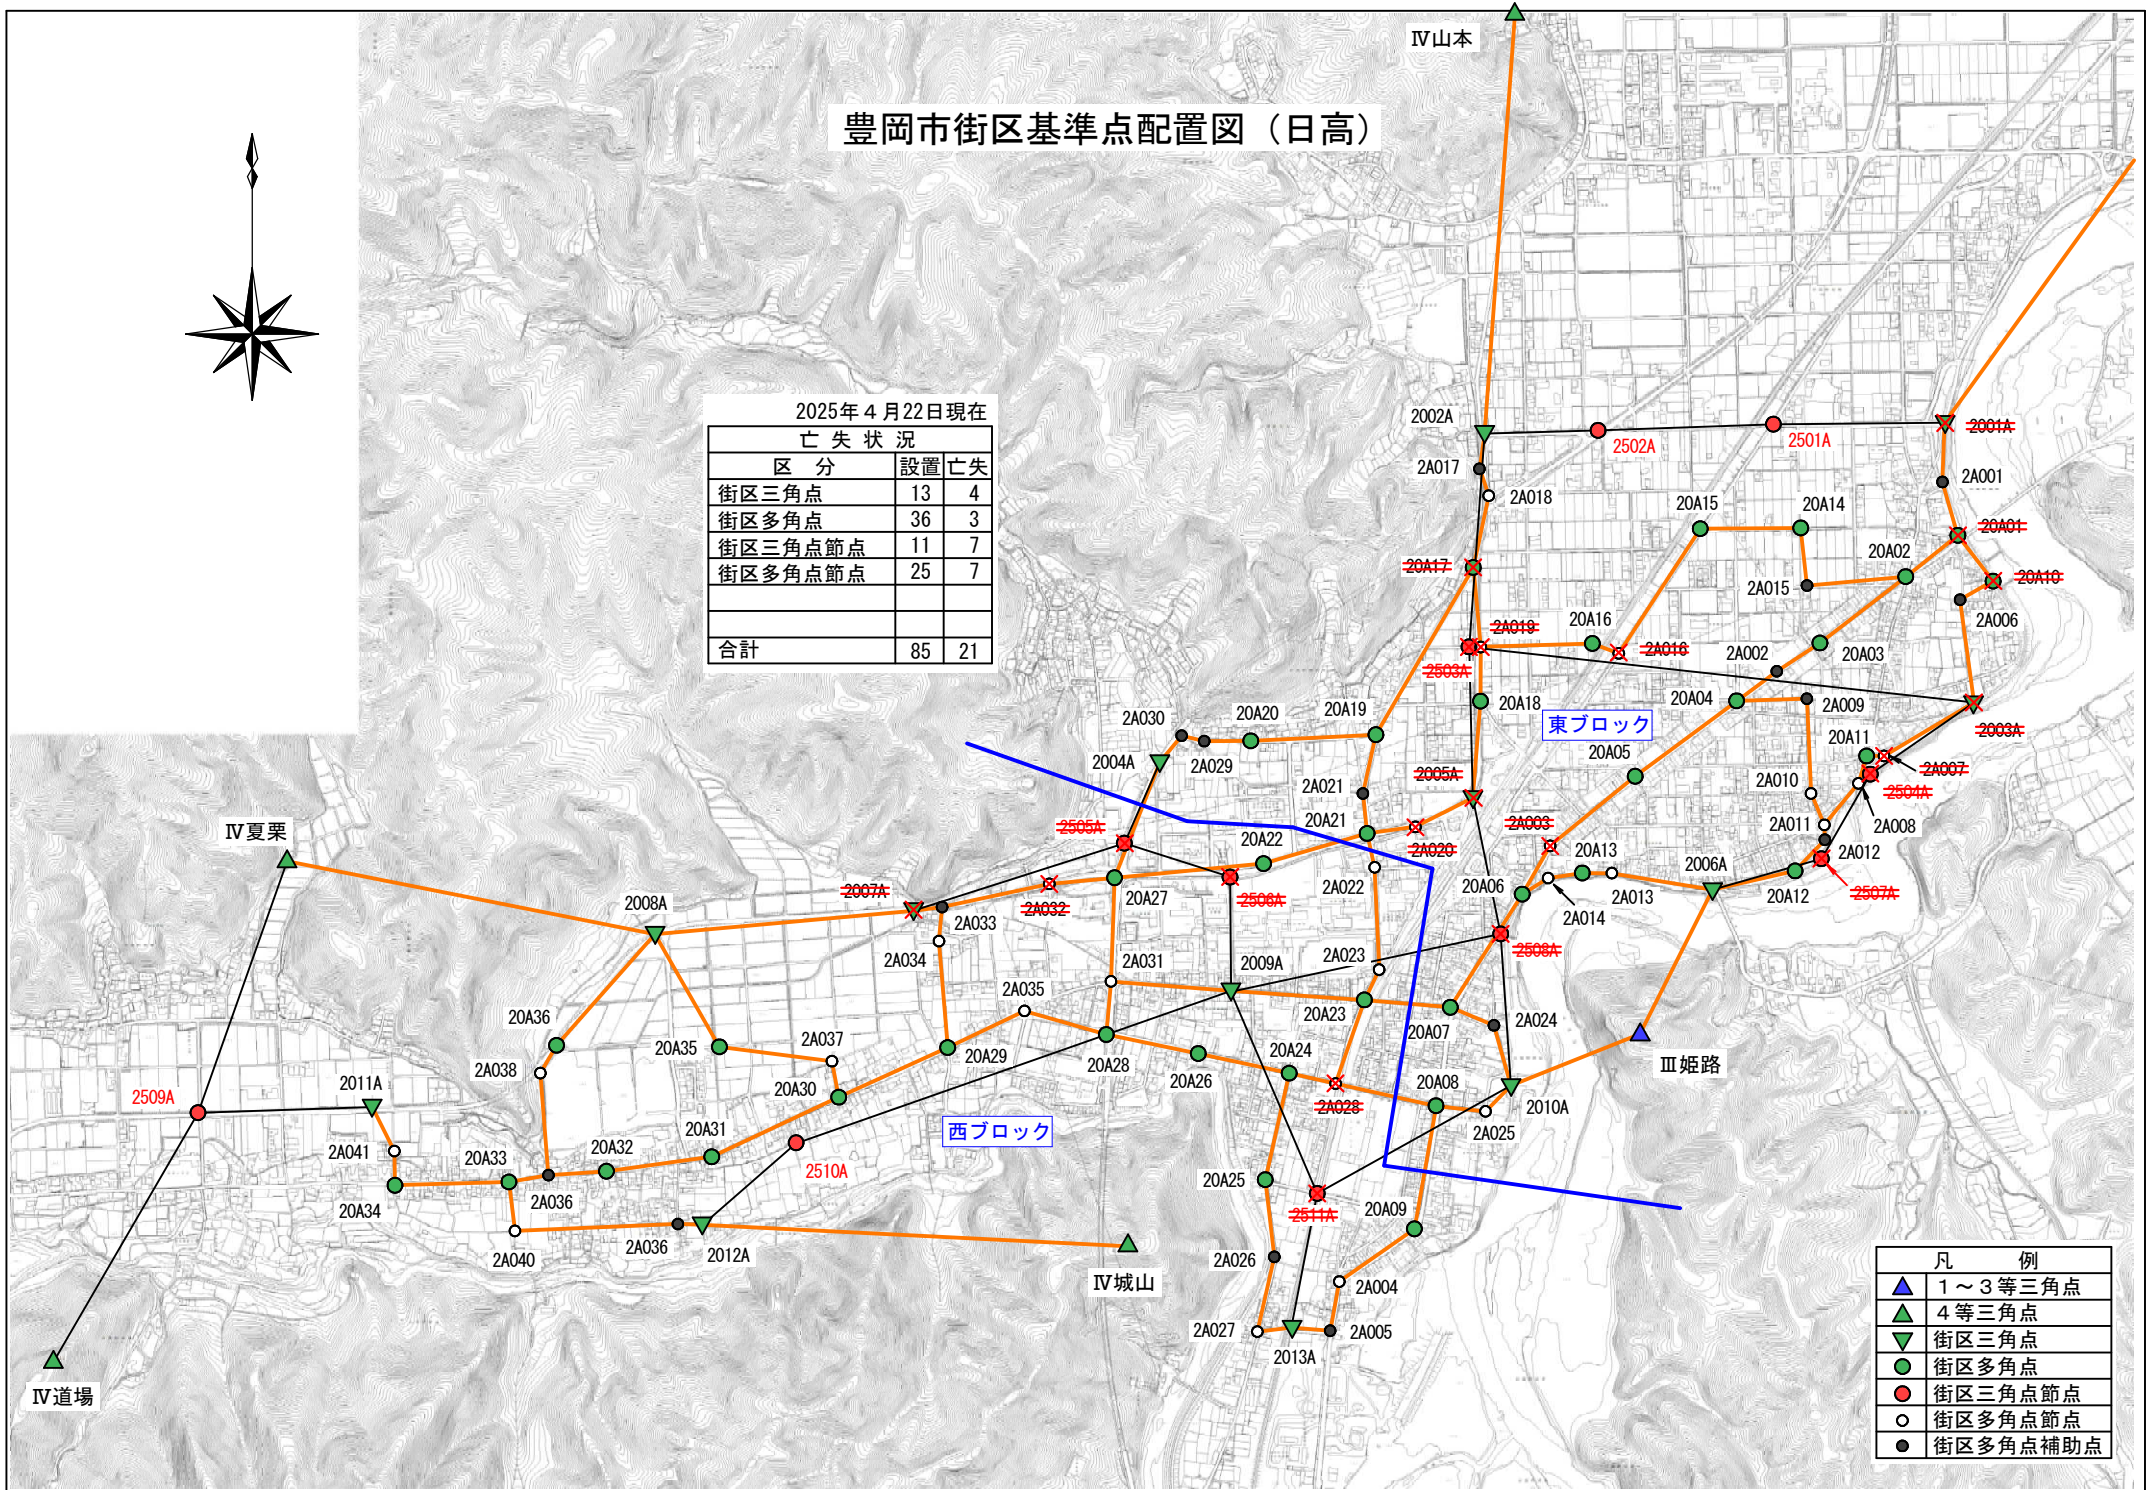 Ⅳ山本
豊岡市街区基準点配置図（日高）
2025年４月22日現在
亡失状況
区　分 設置 亡失
街区三角点 13 4
街区多角点 36 3
街区三角点節点 11 7
街区多角点節点 25 7
合計 85 21
2002A
2502A
2501A
2001A
2A017
2A018
2A001
20A15
20A14
20A01
20A17
20A02
2A015
20A10
2A006
2A019
20A16
2A016
2503A
2A002
20A03
20A18
20A04
2A009
東ブロック
2003A
2A030
20A20
20A19
2004A
2A029
20A05
20A11
2A007
2005A
2A021
2A010
2504A
2505A
20A21
2A003
2A011
2A008
Ⅳ夏栗
20A22
2A020
20A13
2006A
2A012
2A022
20A06
20A12
2507A
2007A
2A032
20A27
2506A
2A014
2A013
2008A
2A033
2508A
2A034
2A031
2009A
2A023
2A035
20A36
20A35
2A037
20A29
20A28
20A23
20A07
2A024
2A038
20A26
20A24
Ⅲ姫路
2509A
2011A
20A30
20A08
2A028
2010A
2A025
2A041
20A33
20A32
20A31
2510A
西ブロック
20A34
2A036
20A25
2511A
20A09
2A040
2A036
2012A
2A026
Ⅳ城山
2A004
2A027
2A005
2013A
Ⅳ道場
凡　例
１～３等三角点
４等三角点
街区三角点
街区多角点
街区三角点節点
街区多角点節点
街区多角点補助点